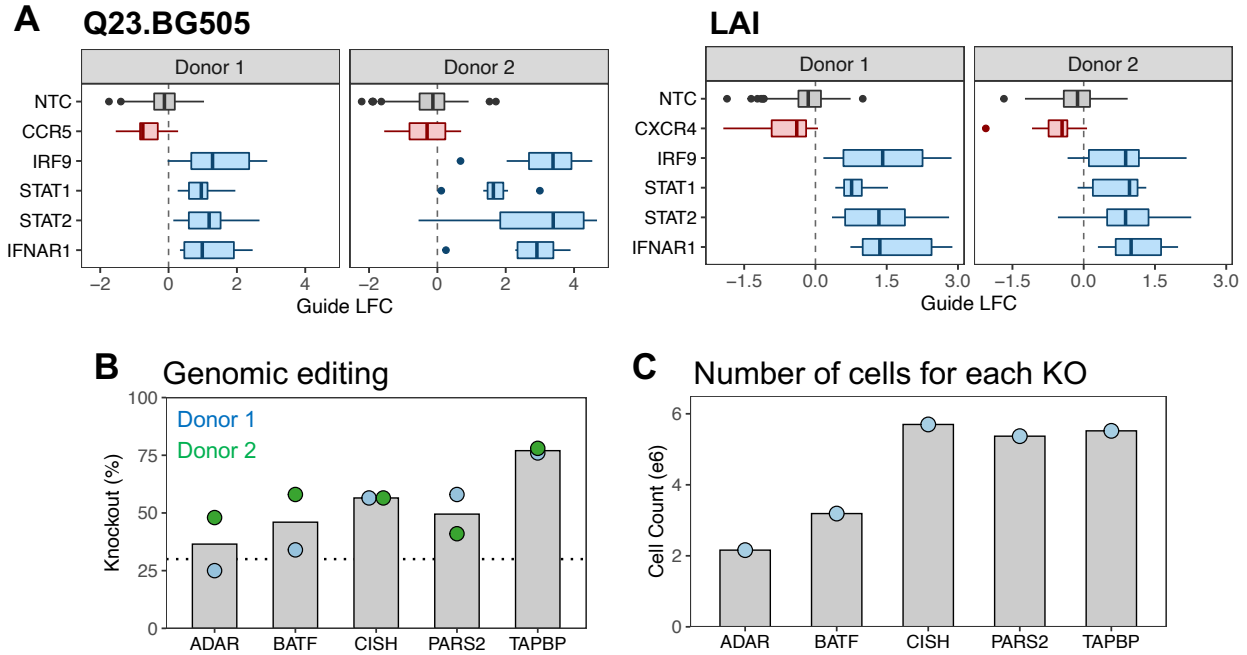 A Q23.BG505 LAI
Donor 1 Donor 2 Donor 1 Donor 2
NTC NTC
CCR5 CXCR4
IRF9 IRF9
STAT1 STAT1
STAT2 STAT2
IFNAR1 IFNAR1
−2 0 2 4 −2 0 2 4 −1.5 0.0 1.5 3.0 −1.5 0.0 1.5 3.0
Guide LFC Guide LFC
B Genomic editing
Donor 1
Donor 2
Knockout (%)
100
75
50
25
0
ADAR BATF CISH PARS2 TAPBP
C Number of cells for each KO
Cell Count (e6)
6
4
2
0
ADAR BATF CISH PARS2 TAPBP